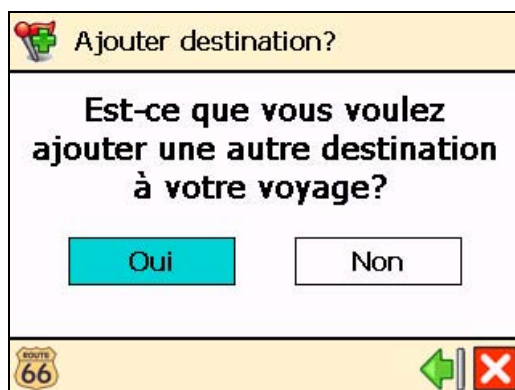 Ajouter destination?
Est-ce que vous voulez
ajouter une autre destination
à votre voyage?
Oui Non
ROUTE
66